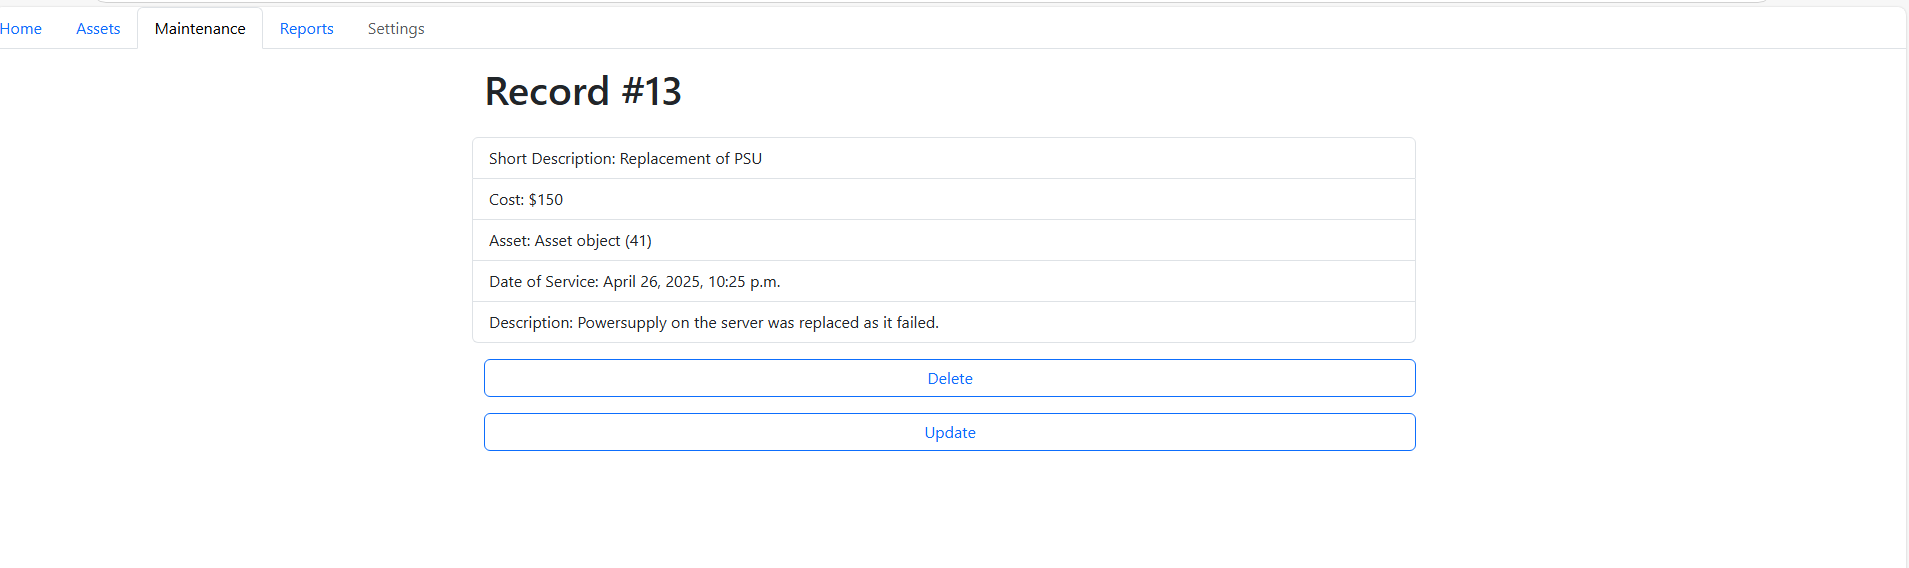 Home Assets Maintenance Reports Settings
Record #13
Short Description: Replacement of PSU
Cost: $150
Asset: Asset object (41)
Date of Service: April 26, 2025, 10:25 p.m.
Description: Powersupply on the server was replaced as it failed.
Delete
Update